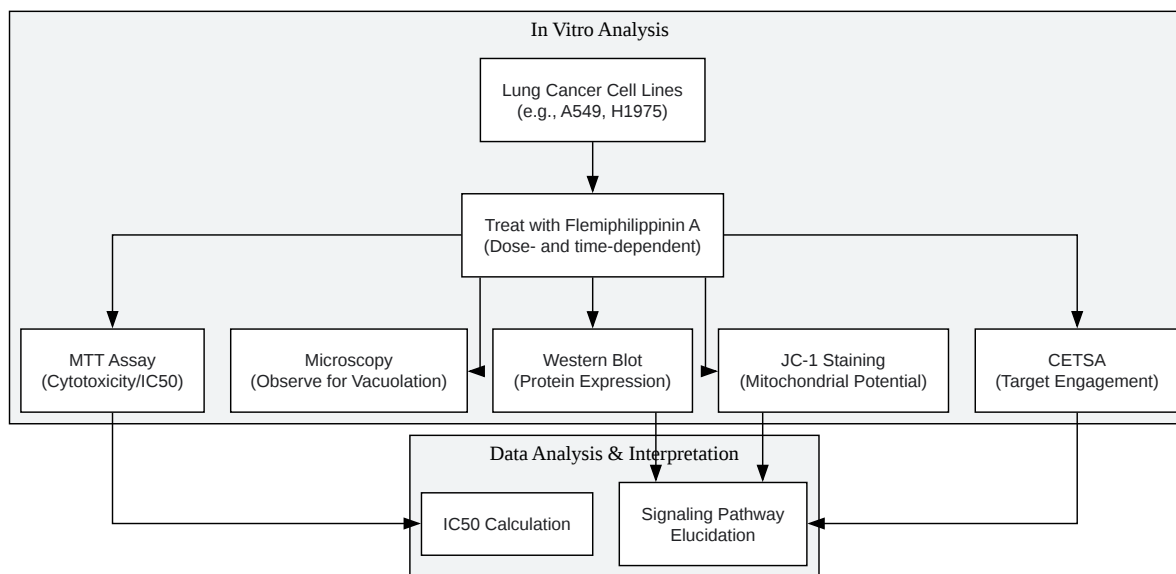 In Vitro Analysis
Lung Cancer Cell Lines
(e.g., A549, H1975)
Treat with Flemiphilippinin A
(Dose- and time-dependent)
MTT Assay
(Cytotoxicity/IC50)
Microscopy
(Observe for Vacuolation)
Western Blot
(Protein Expression)
JC-1 Staining
(Mitochondrial Potential)
CETSA
(Target Engagement)
Data Analysis & Interpretation
IC50 Calculation
Signaling Pathway
Elucidation